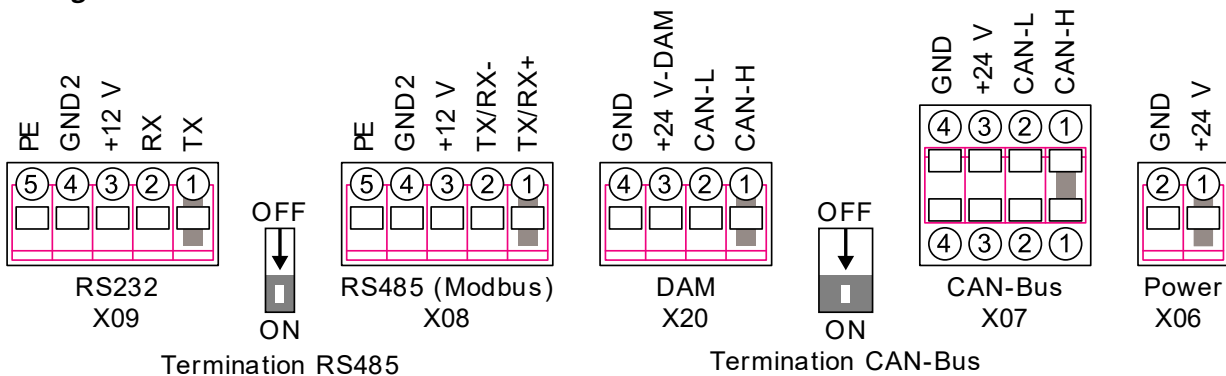 PE GND2 +12 V RX TX
5 4 3 2 1
RS232
X09
OFF
ON
Termination RS485
PE GND2 +12 V TX/RX- TX/RX+
5 4 3 2 1
RS485 (Modbus)
X08
GND +24 V-DAM CAN-L CAN-H
4 3 2 1
DAM
X20
OFF
ON
Termination CAN-Bus
GND +24 V CAN-L CAN-H
4 3 2 1
4 3 2 1
CAN-Bus
X07
GND +24 V
2 1
Power
X06